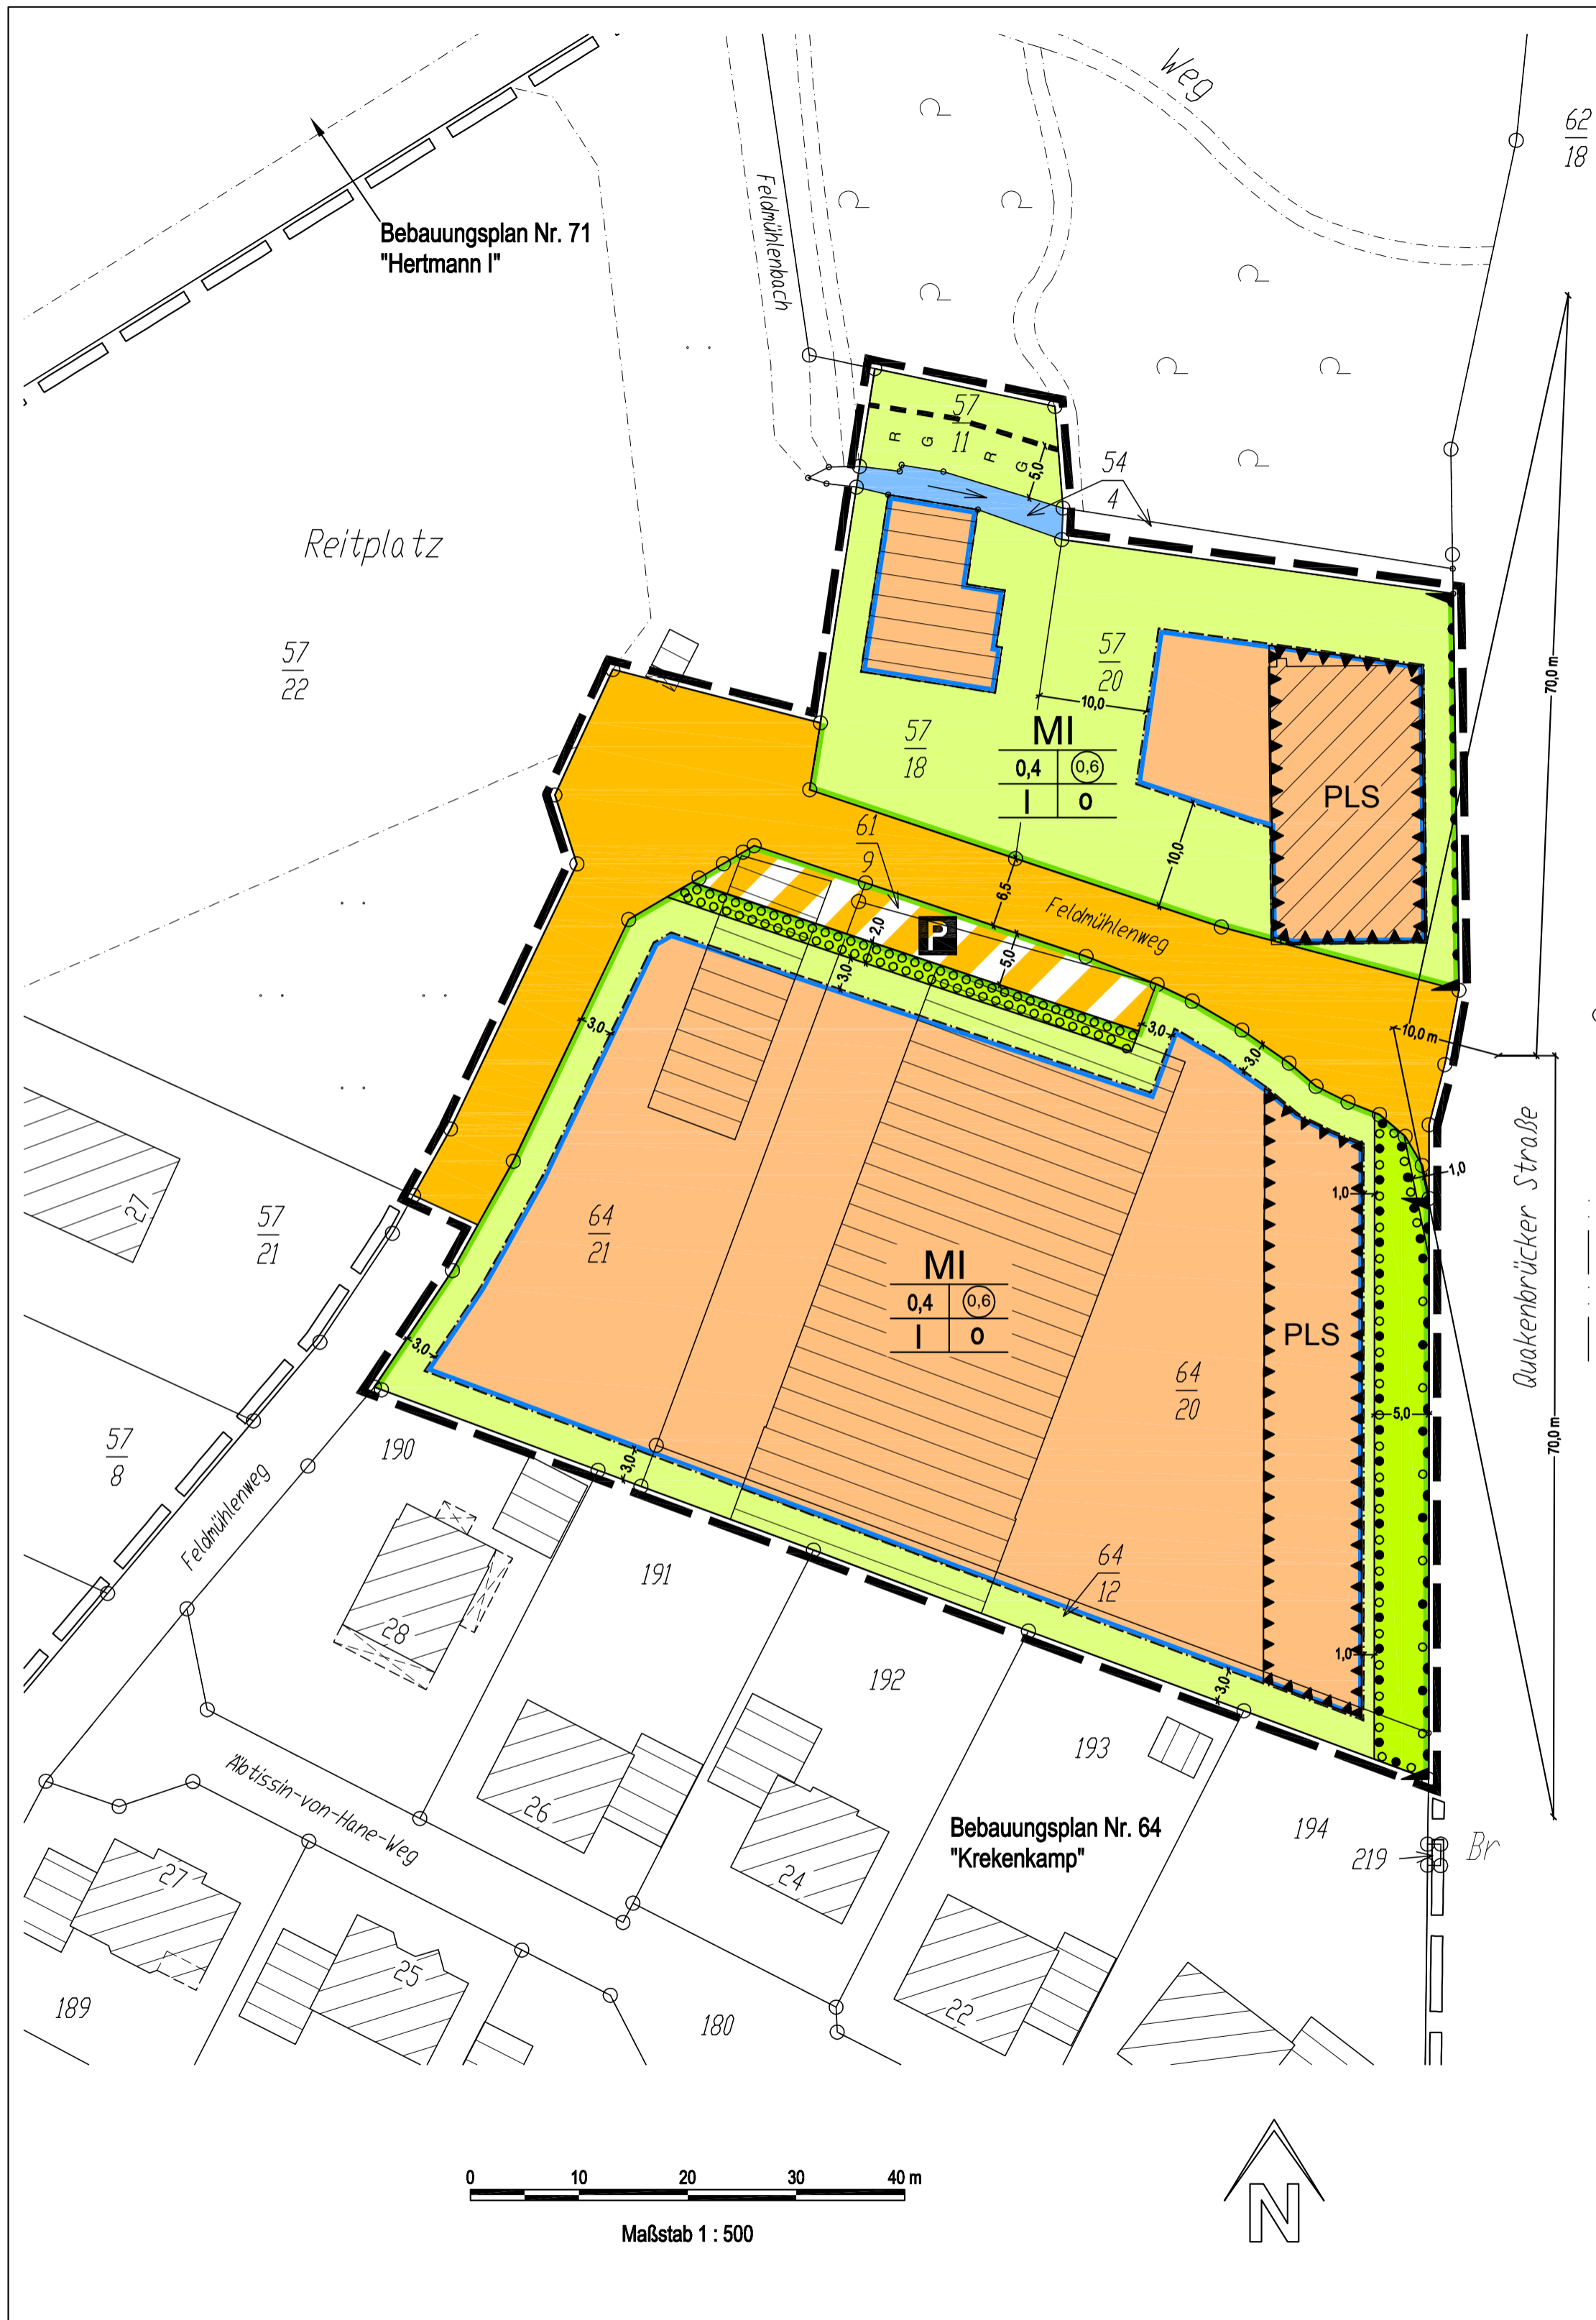 Weg
62
18
Bebauungsplan Nr. 71
"Hertmann I"
Feldmühlenbach
57
11
R
G
R
G
5,0
54
4
Reitplatz
57
22
57
20
10,0
70,0 m
57
18
MI
0,4
0,6
I
o
PLS
61
9
10,0
6,5
Feldmühlenweg
P
2,0
3,0
5,0
3,0
3,0
3,0
10,0 m
Quakenbrücker Straße
1,0
1,0
27
57
21
64
21
MI
0,4
0,6
I
o
PLS
3,0
64
20
5,0
70,0 m
57
8
190
3,0
Feldmühlenweg
191
64
12
28
1,0
192
3,0
193
Äbtissin-von-Hane-Weg
26
Bebauungsplan Nr. 64
"Krekenkamp"
194
219
Br
27
24
25
22
189
180
0
10
20
30
40 m
Maßstab 1 : 500
N